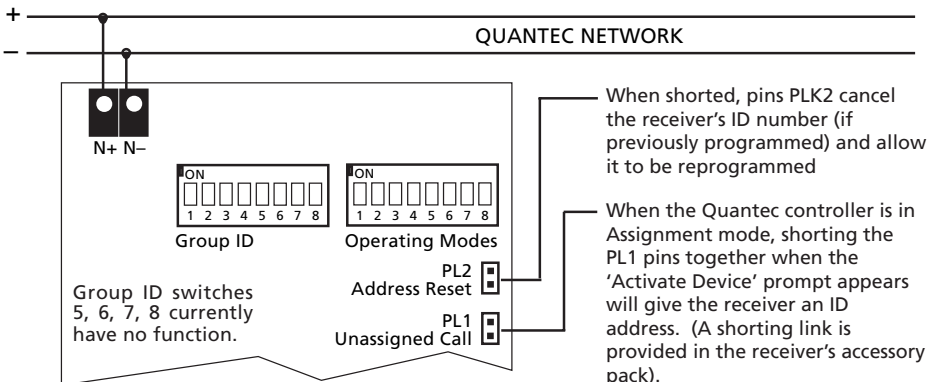 +
QUANTEC NETWORK
–
N+ N–
ON
1 2 3 4 5 6 7 8
Group ID
ON
1 2 3 4 5 6 7 8
Operating Modes
PL2
Address Reset
PL1
Unassigned Call
Group ID switches
5, 6, 7, 8 currently
have no function.
When shorted, pins PLK2 cancel
the receiver's ID number (if
previously programmed) and allow
it to be reprogrammed
When the Quantec controller is in
Assignment mode, shorting the
PL1 pins together when the
'Activate Device' prompt appears
will give the receiver an ID
address. (A shorting link is
provided in the receiver's accessory
pack).